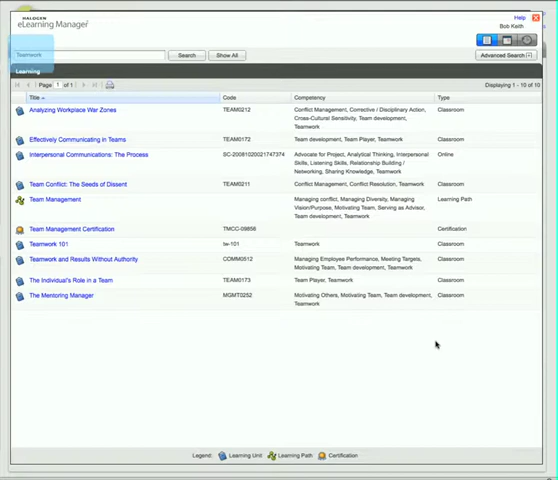 HALOGEN
eLearning Manager
Help
Bob Keith
Teamwork
Search
Show All
Advanced Search
Learning
Page 1 of 1
Displaying 1 - 10 of 10
Title Code Competency Type
Analyzing Workplace War Zones TEAM0212 Conflict Management, Corrective / Disciplinary Action, Classroom
Cross-Cultural Sensitivity, Team development,
Teamwork
Effectively Communicating in Teams TEAM0172 Team development, Team Player, Teamwork Classroom
Interpersonal Communications: The Process SC-20081020021747374 Advocate for Project, Analytical Thinking, Interpersonal Online
Skills, Listening Skills, Relationship Building /
Networking, Sharing Knowledge, Teamwork
Team Conflict: The Seeds of Dissent TEAM0211 Conflict Management, Conflict Resolution, Teamwork Classroom
Team Management Managing conflict, Managing Diversity, Managing Learning Path
Vision/Purpose, Motivating Team, Serving as Advisor,
Team development, Teamwork
Team Management Certification TMCC-09856 Certification
Teamwork 101 tw-101 Teamwork Classroom
Teamwork and Results Without Authority COMM0512 Managing Employee Performance, Meeting Targets, Classroom
Motivating Team, Team development, Teamwork
The Individual's Role in a Team TEAM0173 Team Player, Teamwork Classroom
The Mentoring Manager MGMT0252 Motivating Others, Motivating Team, Team development, Classroom
Teamwork
Legend: Learning Unit Learning Path Certification